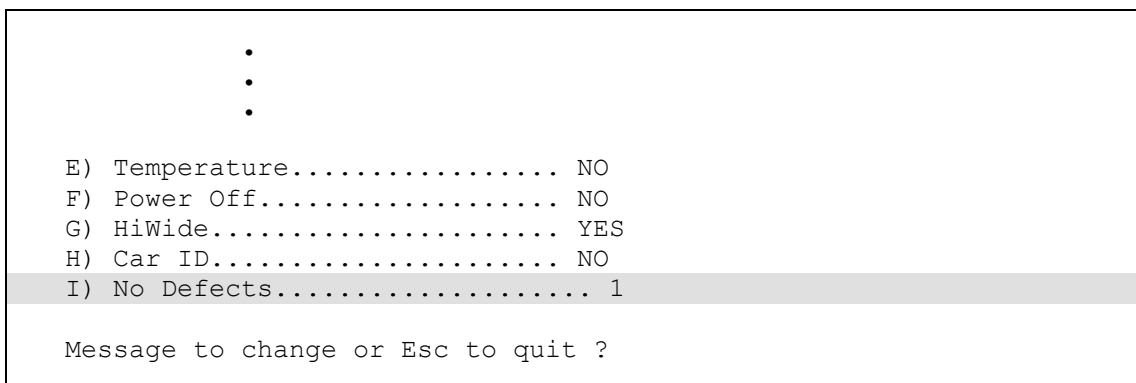 •
•
•
E) Temperature................. NO
F) Power Off................... NO
G) HiWide...................... YES
H) Car ID...................... NO
I) No Defects.................... 1
Message to change or Esc to quit ?